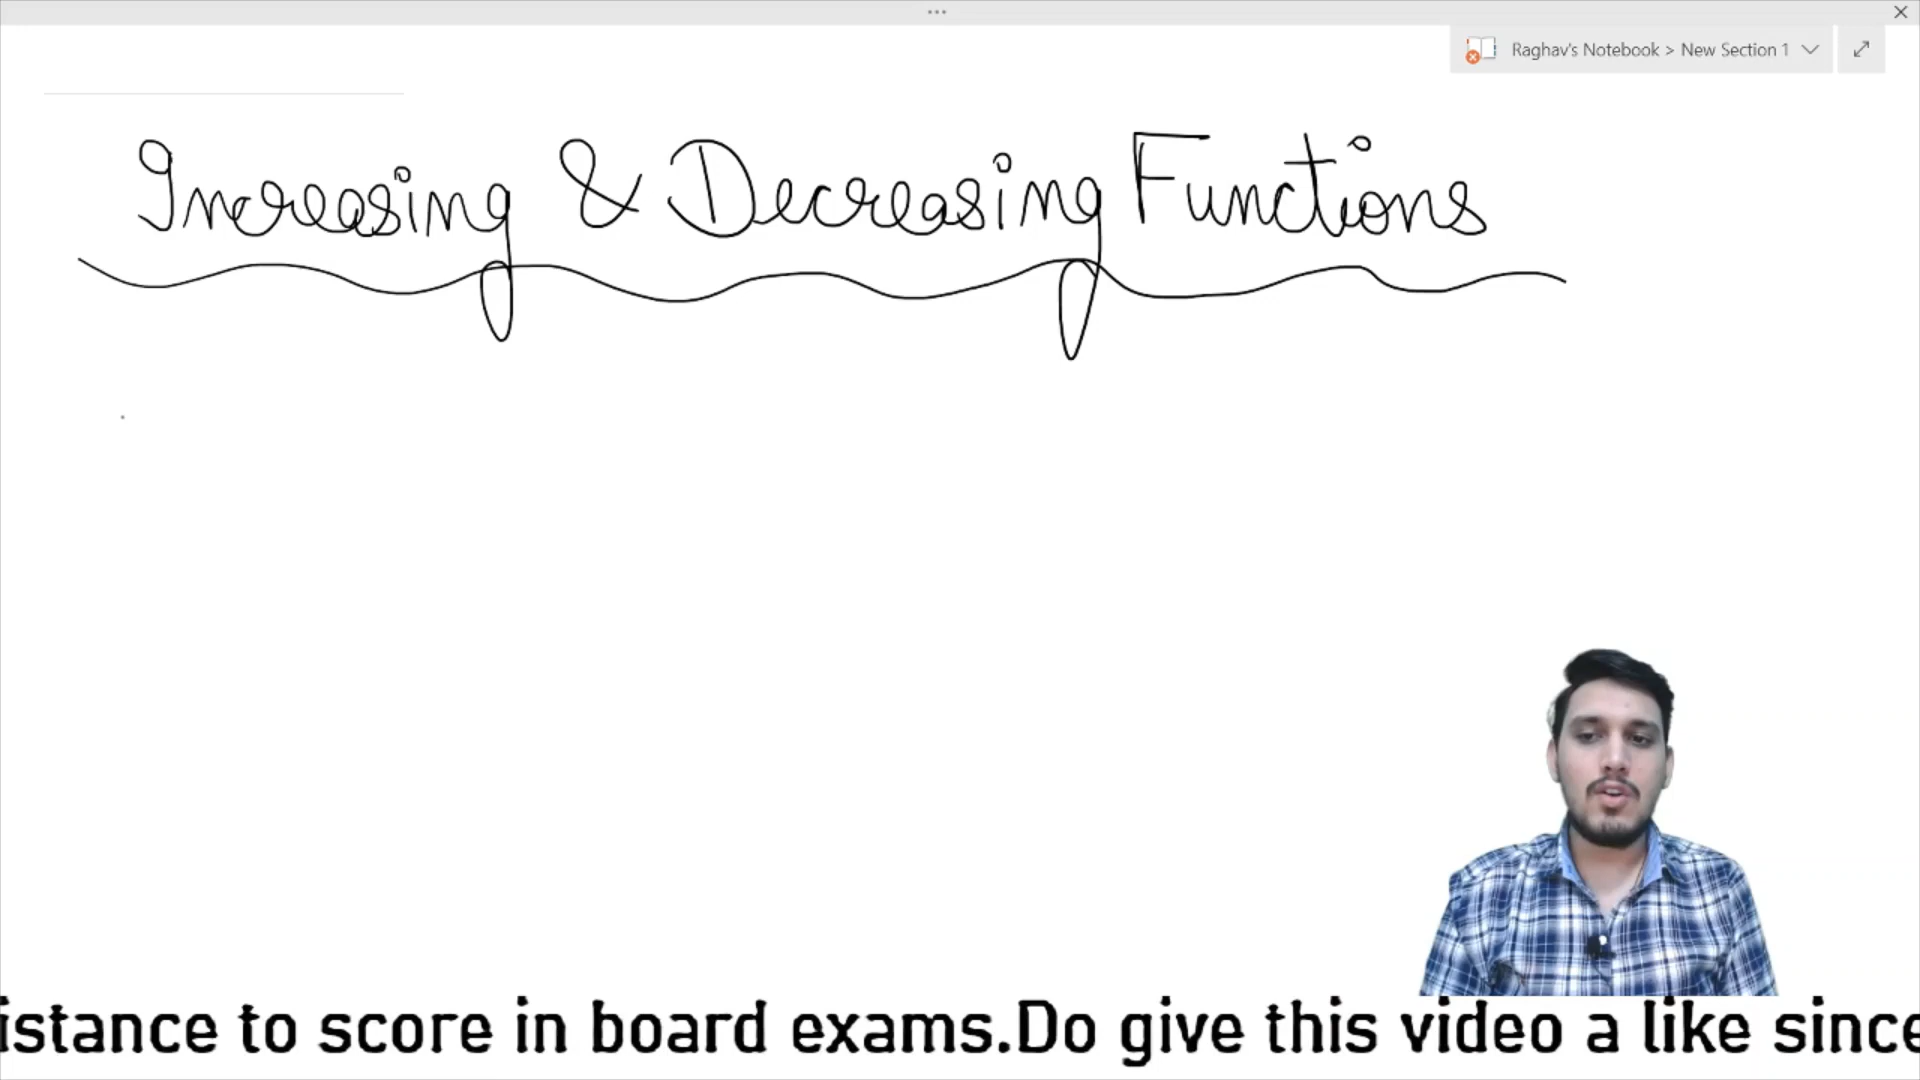 Raghav's Notebook > New Section 1
Increasing & Decreasing Functions
istance to score in board exams.Do give this video a like since